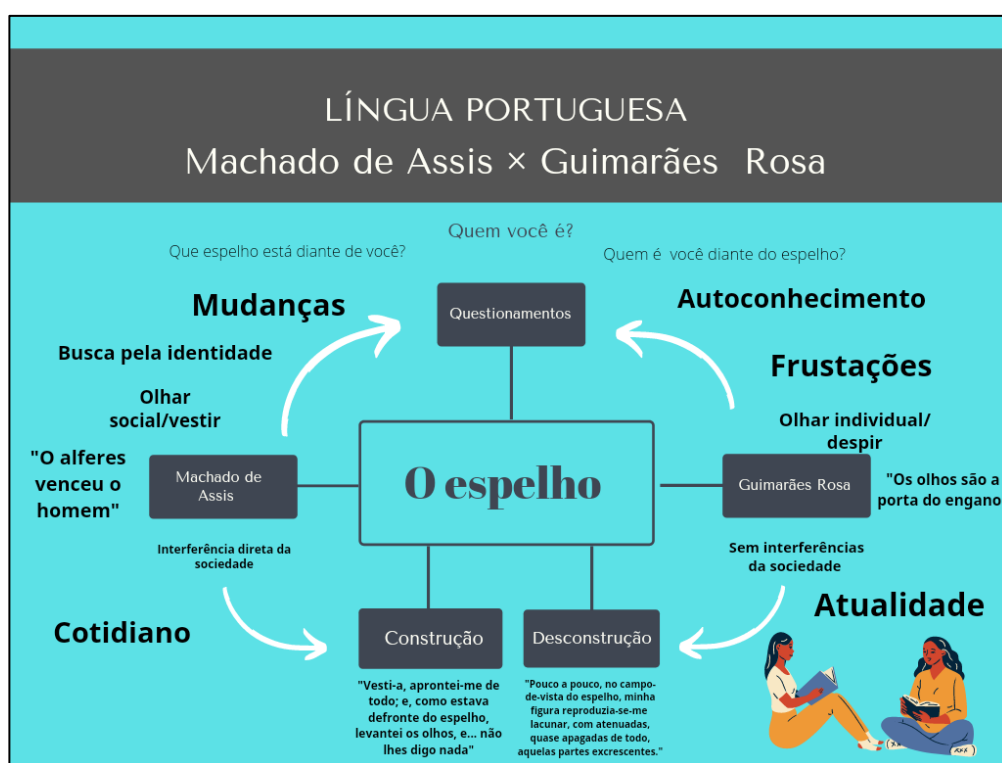 LÍNGUA PORTUGUESA
Machado de Assis × Guimarães Rosa
Quem você é?
Que espelho está diante de você?
Quem é você diante do espelho?
Mudanças
Questionamentos
Autoconhecimento
Busca pela identidade
Frustações
Olhar
social/vestir
Olhar individual/
despir
"O alferes
venceu o
homem"
Machado de
Assis
O espelho
Guimarães Rosa
"Os olhos são a
porta do engano
Interferência direta da
sociedade
Sem interferências
da sociedade
Cotidiano
Construção
Desconstrução
Atualidade
"Vesti-a, aprontei-me de
todo; e, como estava
defronte do espelho,
levantei os olhos, e... não
lhes digo nada"
"Pouco a pouco, no campo-
de-vista do espelho, minha
figura reproduzia-se-me
lacunar, com atenuadas,
quase apagadas de todo,
aquelas partes excrescentes."